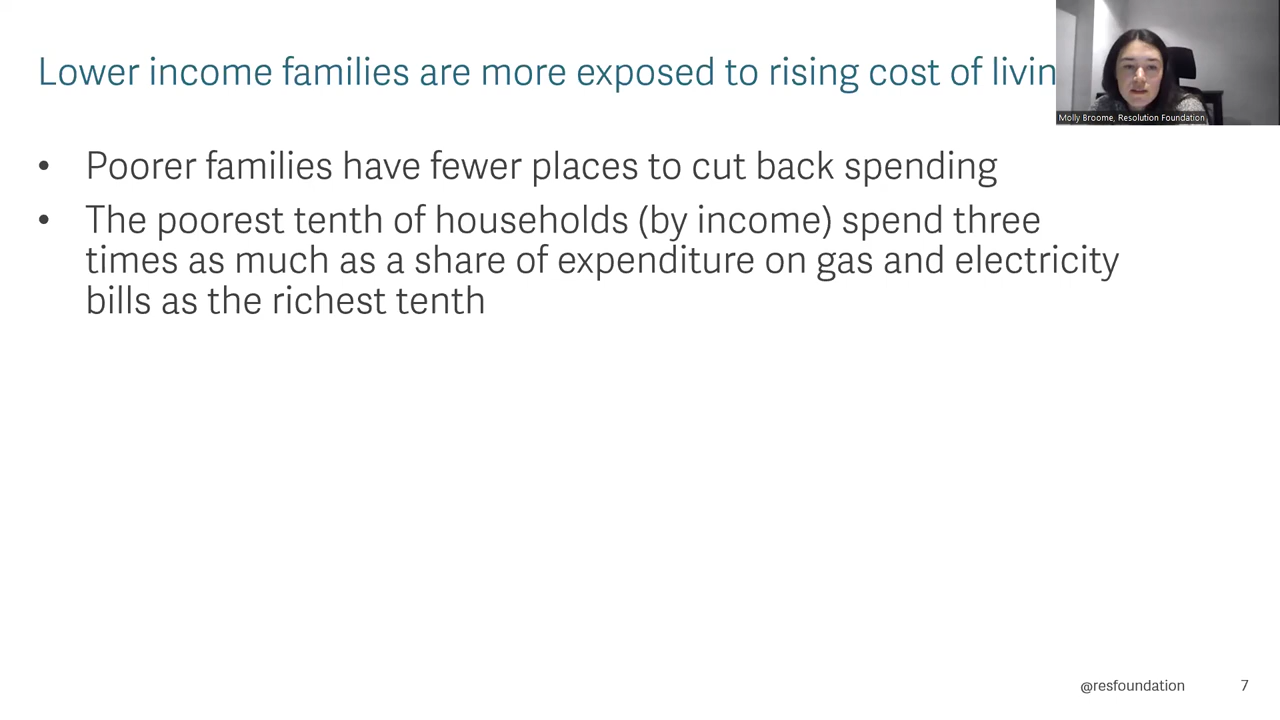 Lower income families are more exposed to rising cost of livin
Molly Broome, Resolution Foundation
• Poorer families have fewer places to cut back spending
• The poorest tenth of households (by income) spend three
times as much as a share of expenditure on gas and electricity
bills as the richest tenth
@resfoundation
7